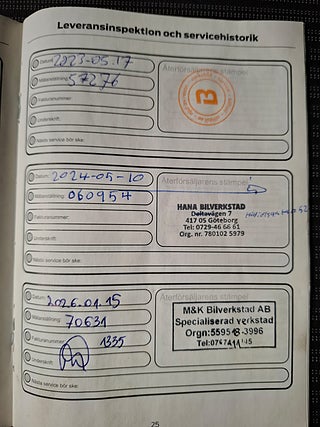 Leveransinspektion och servicehistorik
Datum: 2023-05.17
Mätarställning: 57276
Fakturanummer:
Underskrift:
Nästa service bör ske:
Återförsäljarens stämpel
Datum: 2024-05-10
Mätarställning: 060954
Fakturanummer:
Underskrift:
Nästa service bör ske:
Återförsäljarens stämpel
HANA BILVERKSTAD
Deltavägen 7
417 05 Göteborg
Tel: 0729-46 66 61
Org. nr. 780102 5979
Datum: 2026.01.15
Mätarställning: 70631
Fakturanummer: 1335
Underskrift:
Nästa service bör ske:
Återförsäljarens stämpel
M&K Bilverkstad AB
Specialiserad verkstad
Orgn:5595 -3996
25